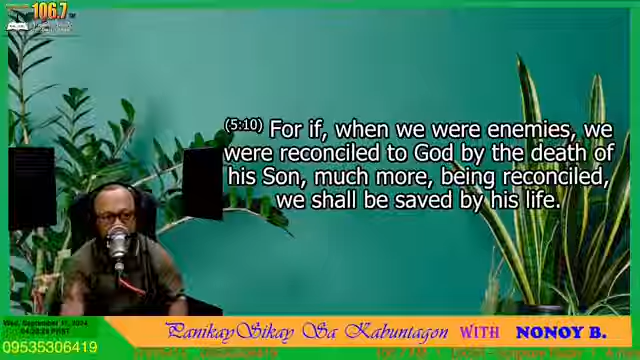 106.7 FM
(5:10) For if, when we were enemies, we
were reconciled to God by the death of
his Son, much more, being reconciled,
we shall be saved by his life.
PanikaySikay Sa Kabuntagon WITH NONOY B.
09535306419